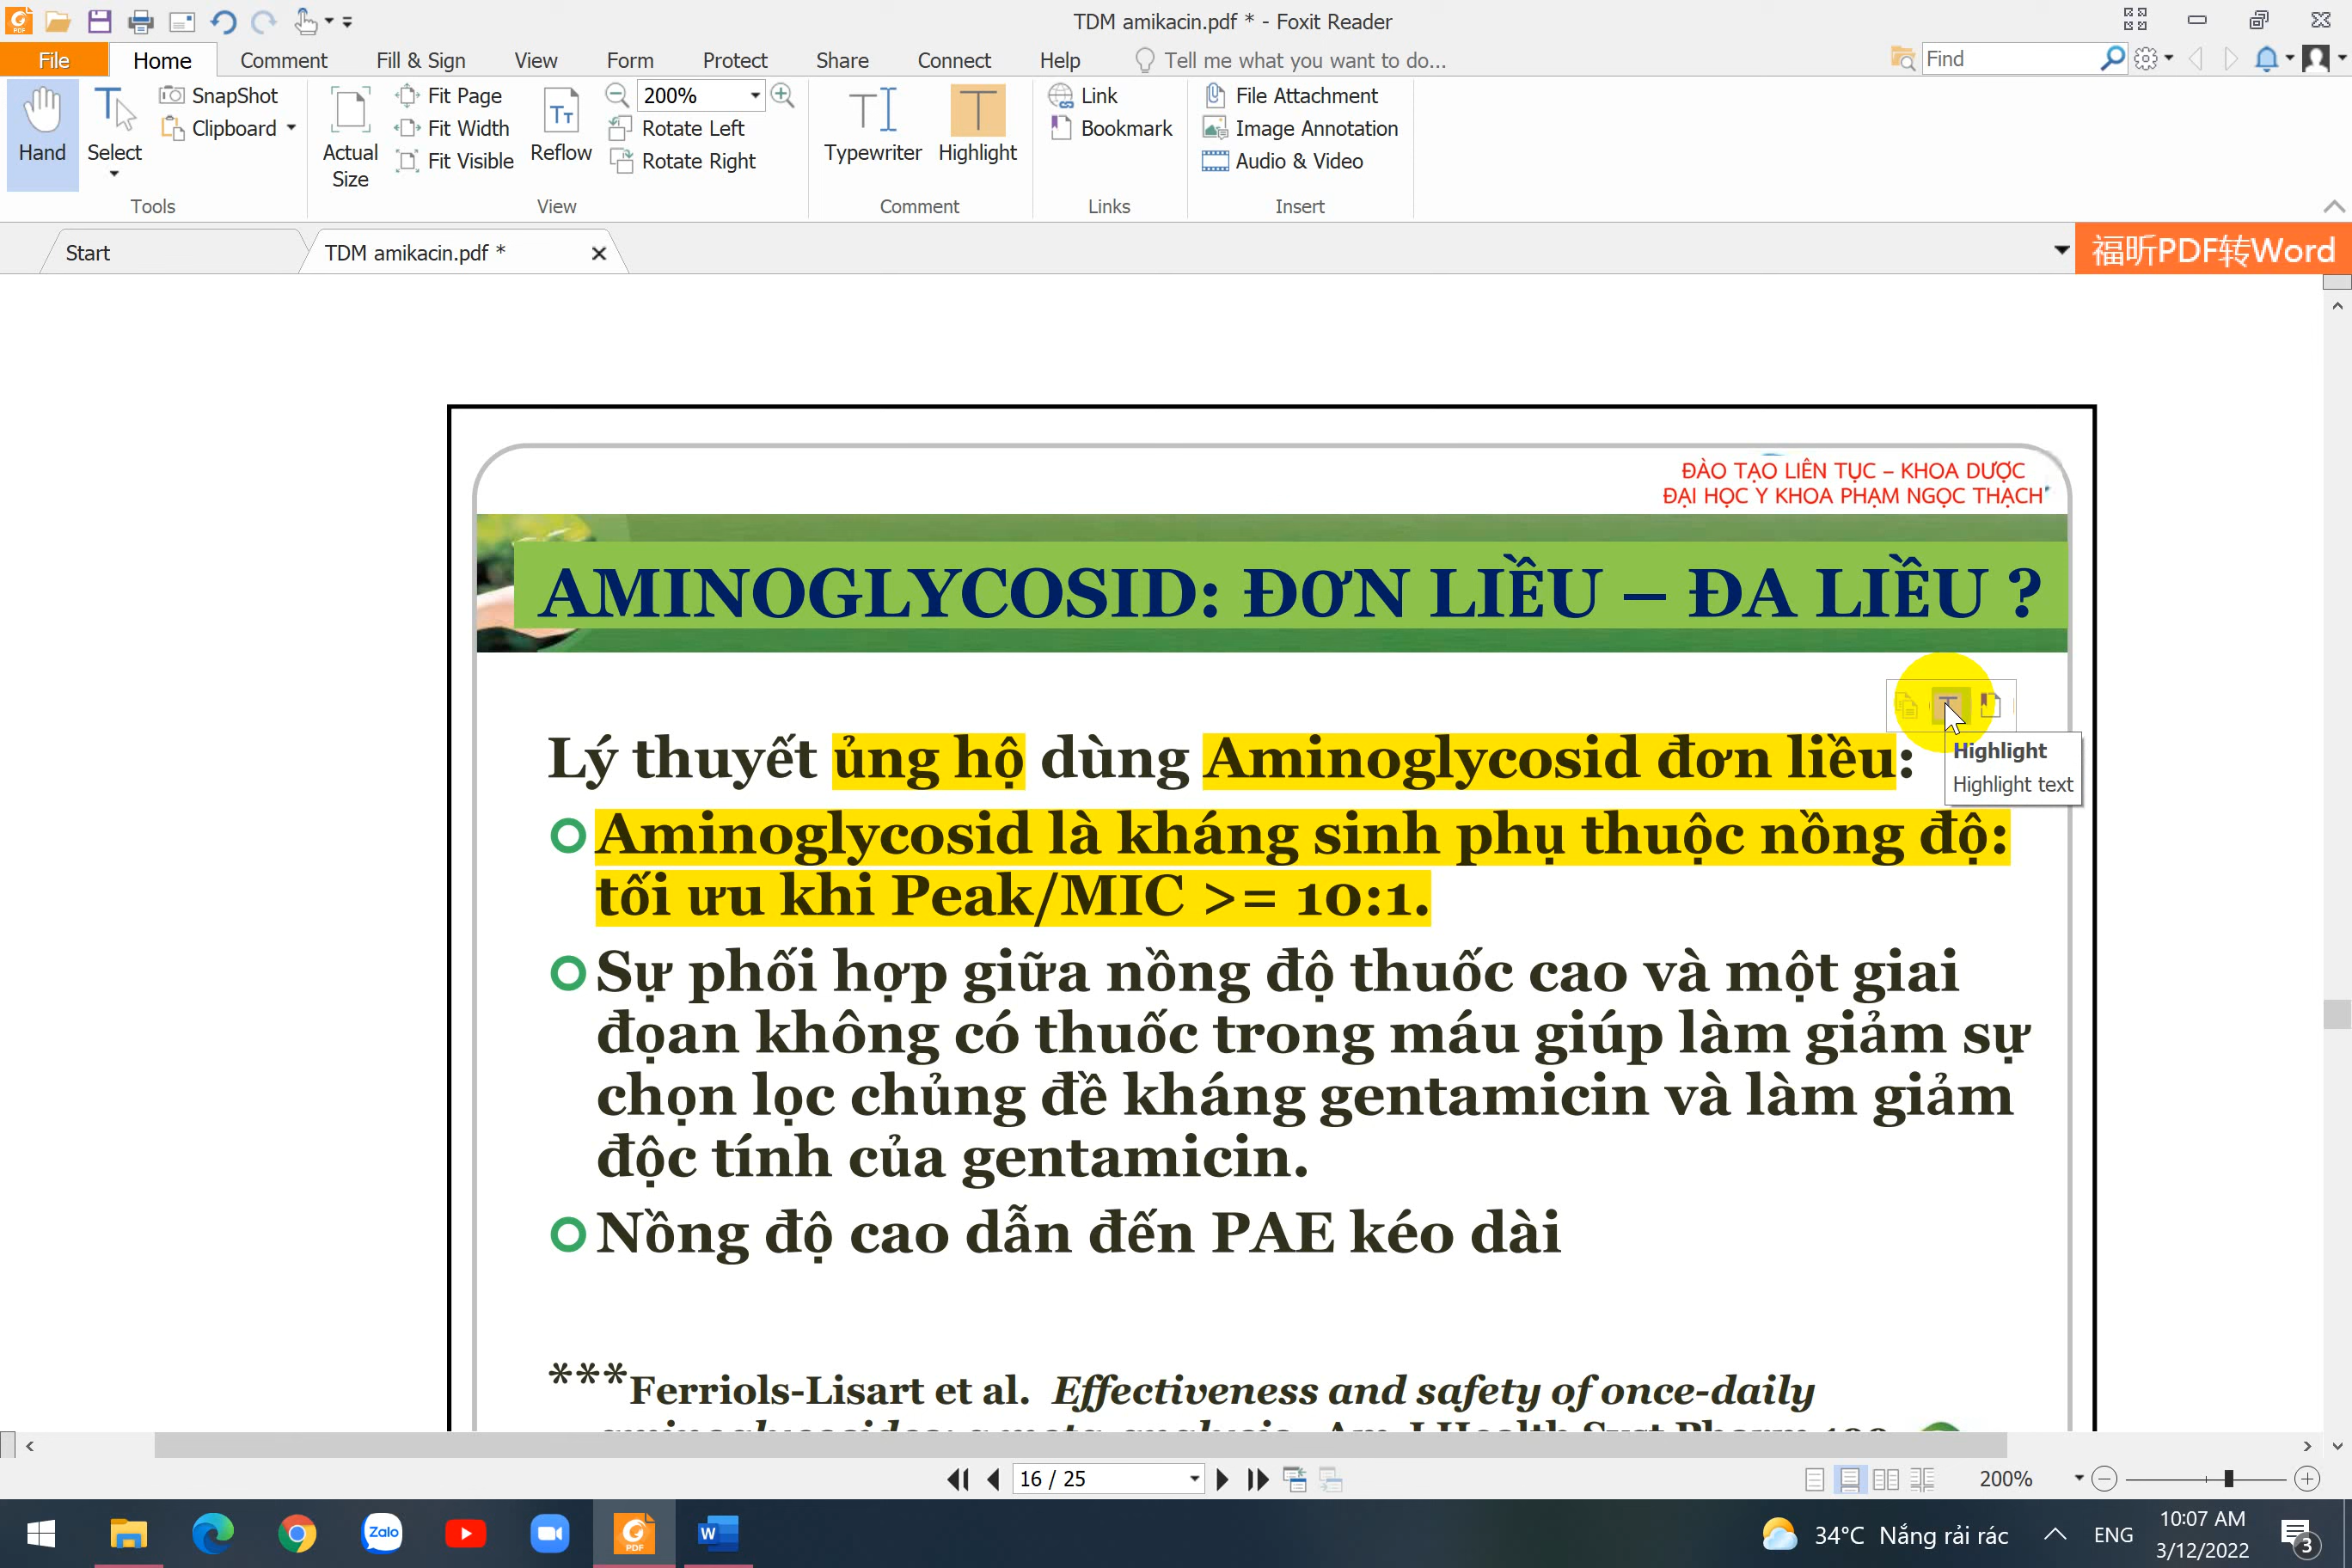 TDM amikacin.pdf * - Foxit Reader
File Home Comment Fill & Sign View Form Protect Share Connect Help Tell me what you want to do... Find
Hand
Select
SnapShot
Clipboard
Tools
Actual Size
Fit Page
Fit Width
Fit Visible
Reflow
200%
Rotate Left
Rotate Right
View
Typewriter
Highlight
Comment
Link
Bookmark
Links
File Attachment
Image Annotation
Audio & Video
Insert
Start
TDM amikacin.pdf *
福昕PDF转Word
ĐÀO TẠO LIÊN TỤC – KHOA DƯỢC
ĐẠI HỌC Y KHOA PHẠM NGỌC THẠCH
AMINOGLYCOSID: ĐƠN LIỀU – ĐA LIỀU ?
Highlight
Highlight text
Lý thuyết ủng hộ dùng Aminoglycosid đơn liều:
Aminoglycosid là kháng sinh phụ thuộc nồng độ:
tối ưu khi Peak/MIC >= 10:1.
Sự phối hợp giữa nồng độ thuốc cao và một giai
đọan không có thuốc trong máu giúp làm giảm sự
chọn lọc chủng đề kháng gentamicin và làm giảm
độc tính của gentamicin.
Nồng độ cao dẫn đến PAE kéo dài
***Ferriols-Lisart et al. Effectiveness and safety of once-daily
16 / 25
200%
Zalo
34°C Nắng rải rác
ENG
10:07 AM
3/12/2022
3